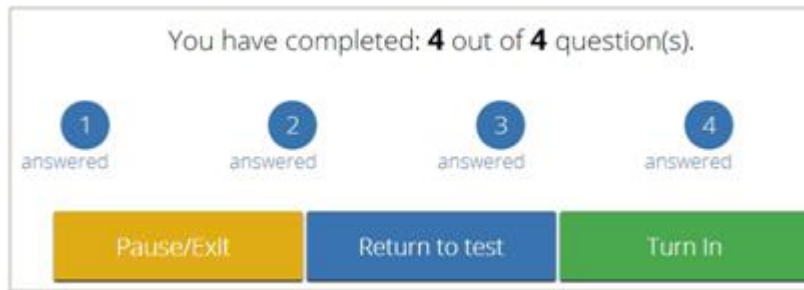 You have completed: 4 out of 4 question(s).
1 2 3 4
answered answered answered answered
Pause/Exit Return to test Turn In